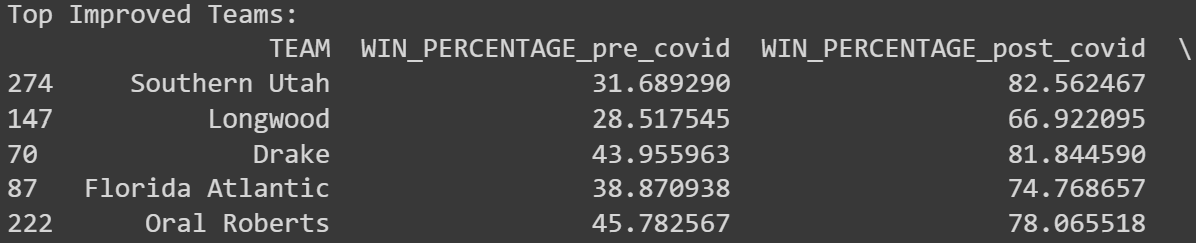 Top Improved Teams:
TEAM WIN_PERCENTAGE_pre_covid WIN_PERCENTAGE_post_covid \
274 Southern Utah 31.689290 82.562467
147 Longwood 28.517545 66.922095
70 Drake 43.955963 81.844590
87 Florida Atlantic 38.870938 74.768657
222 Oral Roberts 45.782567 78.065518